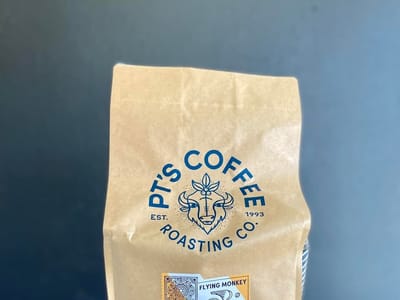 PT'S COFFEE
EST. 1993
ROASTING CO.
FLYING MONKEY